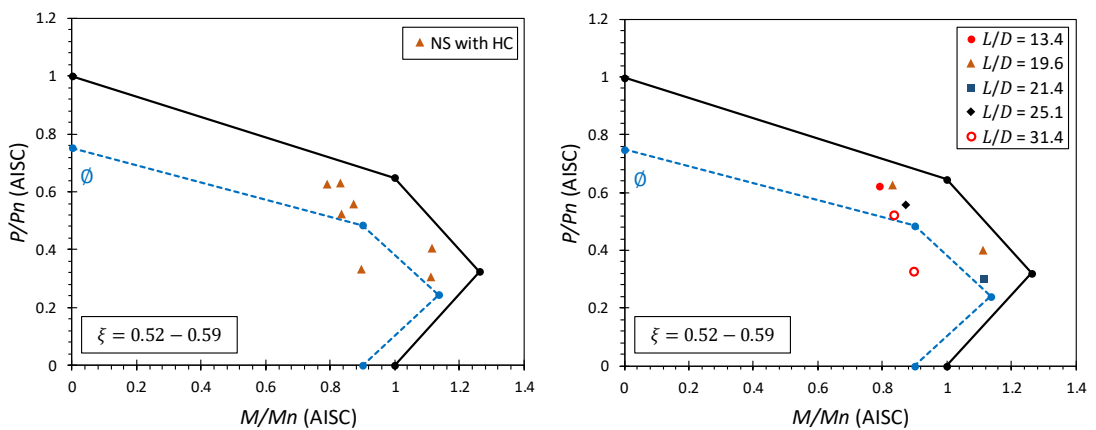 1.2
1
0.8
0.6
0.4
0.2
0
P/Pn (AISC)
NS with HC
Ø
ξ = 0.52 − 0.59
0 0.2 0.4 0.6 0.8 1 1.2 1.4
M/Mn (AISC)
1.2
1
0.8
0.6
0.4
0.2
0
P/Pn (AISC)
L/D = 13.4
L/D = 19.6
L/D = 21.4
L/D = 25.1
L/D = 31.4
Ø
ξ = 0.52 − 0.59
0 0.2 0.4 0.6 0.8 1 1.2 1.4
M/Mn (AISC)